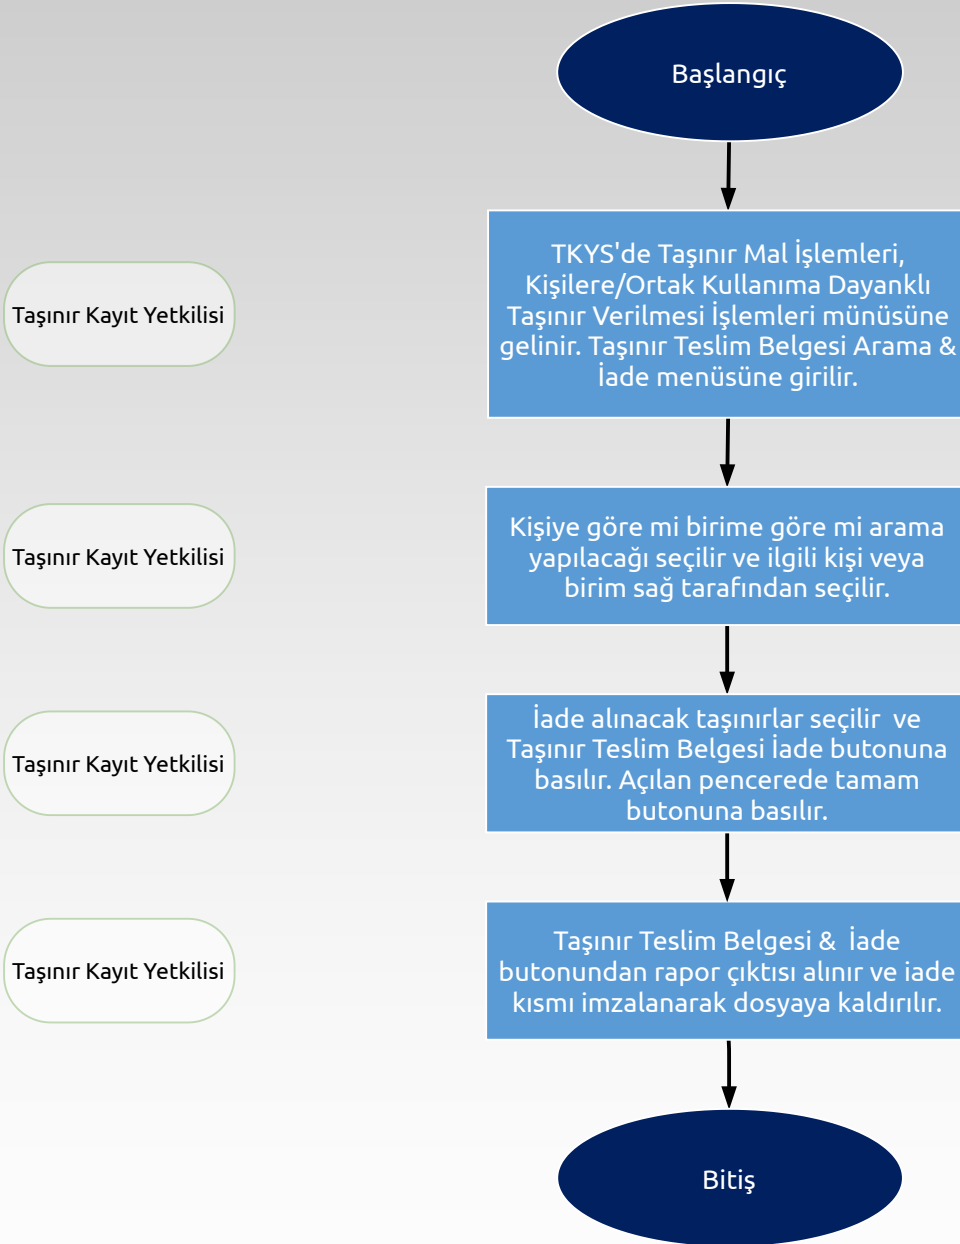 Başlangıç
Taşınır Kayıt Yetkilisi
TKYS'de Taşınır Mal İşlemleri,
Kişilere/Ortak Kullanıma Dayanklı
Taşınır Verilmesi İşlemleri münüsüne
gelinir. Taşınır Teslim Belgesi Arama &
İade menüsüne girilir.
Taşınır Kayıt Yetkilisi
Kişiye göre mi birime göre mi arama
yapılacağı seçilir ve ilgili kişi veya
birim sağ tarafından seçilir.
Taşınır Kayıt Yetkilisi
İade alınacak taşınırlar seçilir ve
Taşınır Teslim Belgesi İade butonuna
basılır. Açılan pencerede tamam
butonuna basılır.
Taşınır Kayıt Yetkilisi
Taşınır Teslim Belgesi & İade
butonundan rapor çıktısı alınır ve iade
kısmı imzalanarak dosyaya kaldırılır.
Bitiş